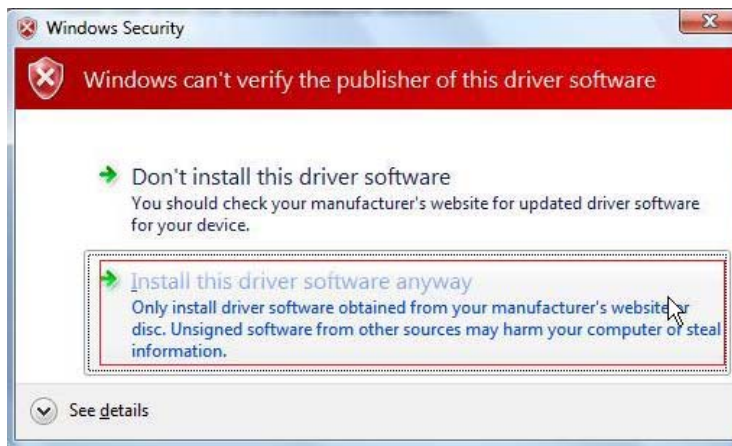 Windows Security
Windows can't verify the publisher of this driver software
Don't install this driver software
You should check your manufacturer's website for updated driver software
for your device.
Install this driver software anyway
Only install driver software obtained from your manufacturer's website or
disc. Unsigned software from other sources may harm your computer or steal
information.
See details